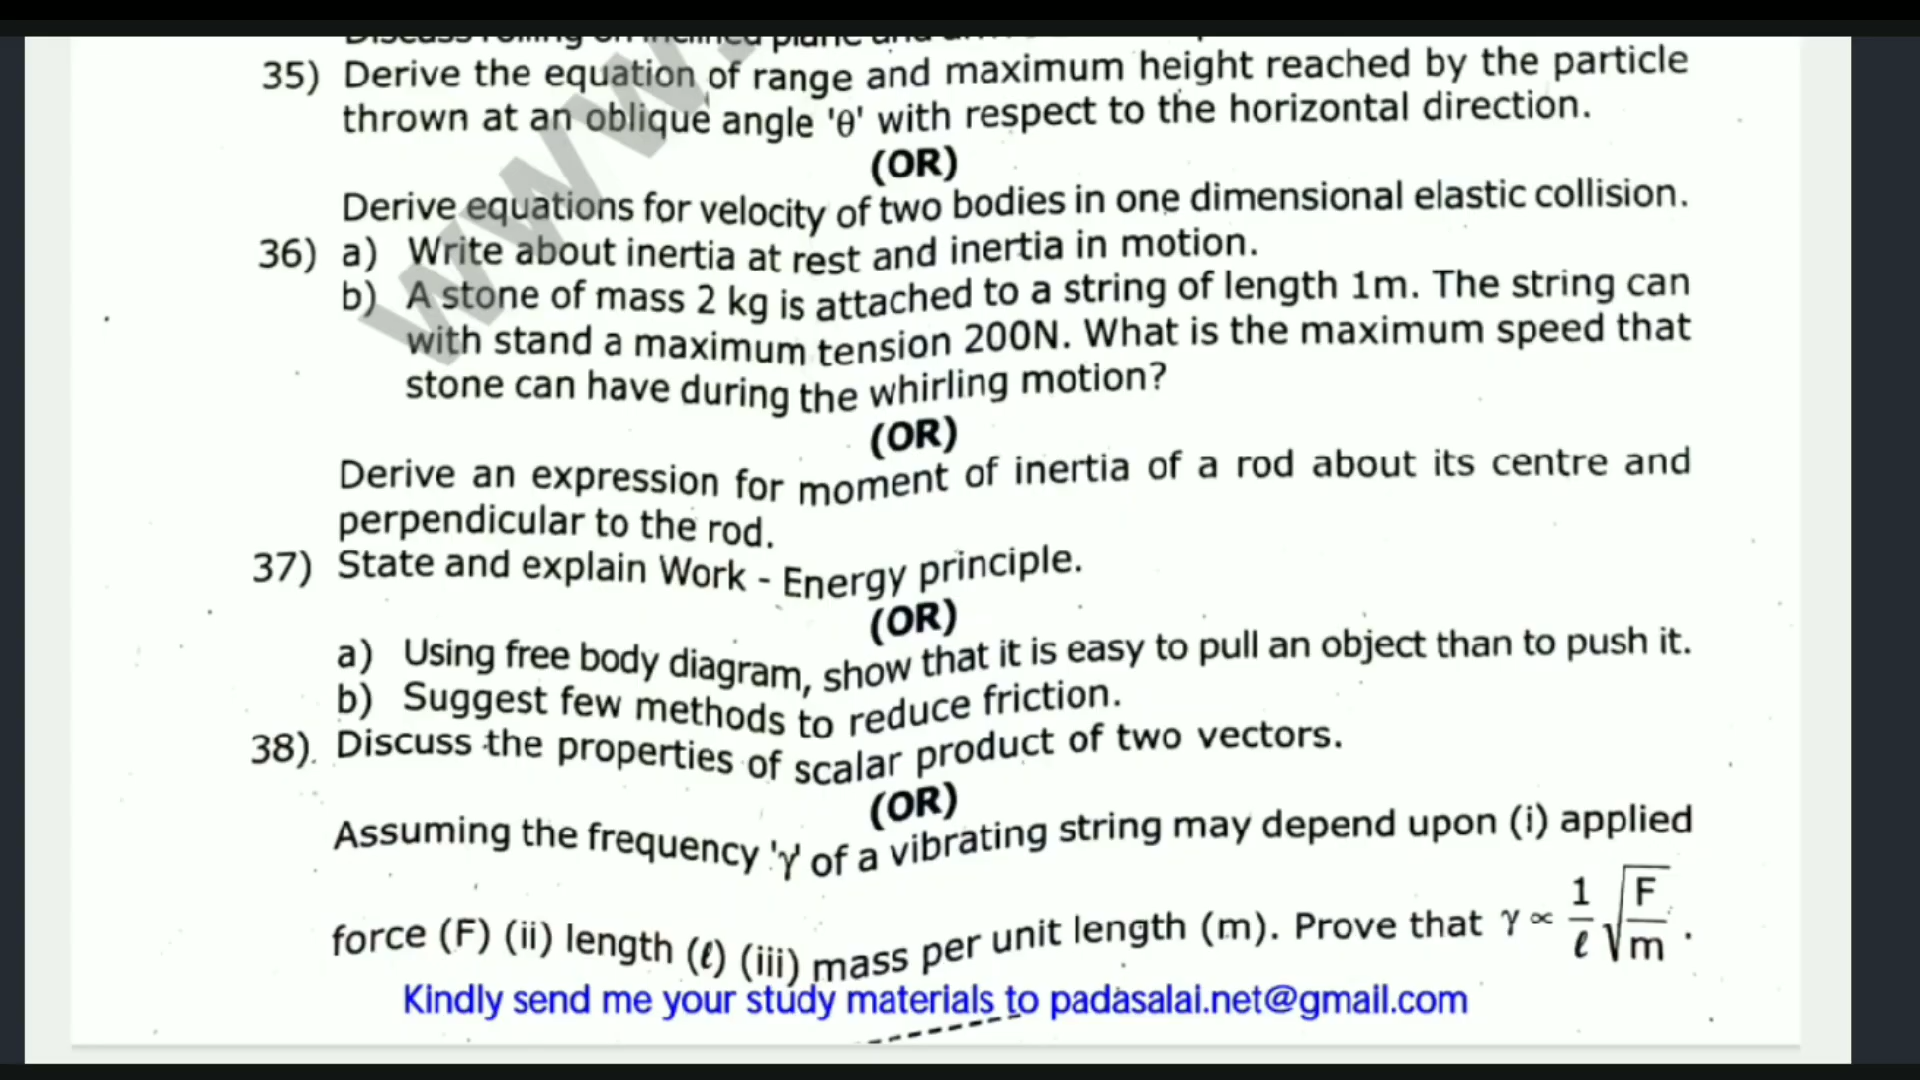 Discuss rolling on inclined plane and
35) Derive the equation of range and maximum height reached by the particle
thrown at an oblique angle 'θ' with respect to the horizontal direction.
(OR)
Derive equations for velocity of two bodies in one dimensional elastic collision.
36) a) Write about inertia at rest and inertia in motion.
b) A stone of mass 2 kg is attached to a string of length 1m. The string can
with stand a maximum tension 200N. What is the maximum speed that
stone can have during the whirling motion?
(OR)
Derive an expression for moment of inertia of a rod about its centre and
perpendicular to the rod.
37) State and explain Work - Energy principle.
(OR)
a) Using free body diagram, show that it is easy to pull an object than to push it.
b) Suggest few methods to reduce friction.
38). Discuss the properties of scalar product of two vectors.
(OR)
Assuming the frequency 'γ' of a vibrating string may depend upon (i) applied
force (F) (ii) length (ℓ) (iii) mass per unit length (m). Prove that γ ∝ 1/ℓ √(F/m).
Kindly send me your study materials to padasalai.net@gmail.com
www.